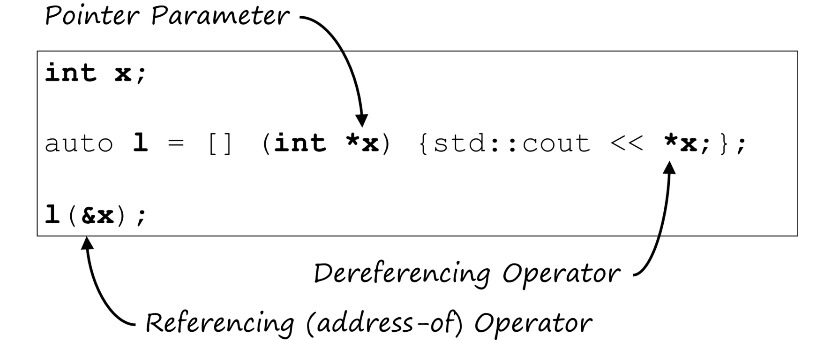 Pointer Parameter
int x;
auto l = [] (int *x) {std::cout << *x;};
l(&x);
Dereferencing Operator
Referencing (address-of) Operator